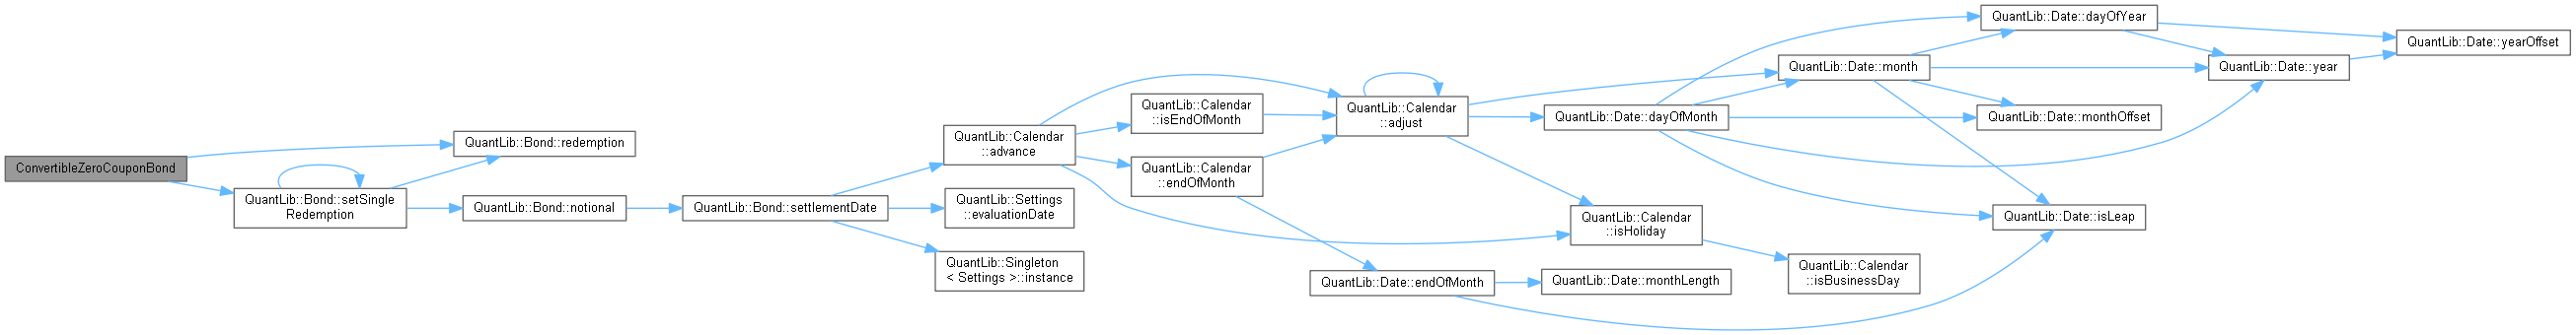 ConvertibleZeroCouponBond
QuantLib::Bond::redemption
QuantLib::Bond::setSingle
Redemption
QuantLib::Bond::notional
QuantLib::Bond::settlementDate
QuantLib::Calendar
::advance
QuantLib::Settings
::evaluationDate
QuantLib::Singleton
< Settings >::instance
QuantLib::Calendar
::isEndOfMonth
QuantLib::Calendar
::endOfMonth
QuantLib::Calendar
::adjust
QuantLib::Date::endOfMonth
QuantLib::Date::dayOfMonth
QuantLib::Calendar
::isHoliday
QuantLib::Date::monthLength
QuantLib::Date::month
QuantLib::Calendar
::isBusinessDay
QuantLib::Date::dayOfYear
QuantLib::Date::monthOffset
QuantLib::Date::isLeap
QuantLib::Date::year
QuantLib::Date::yearOffset